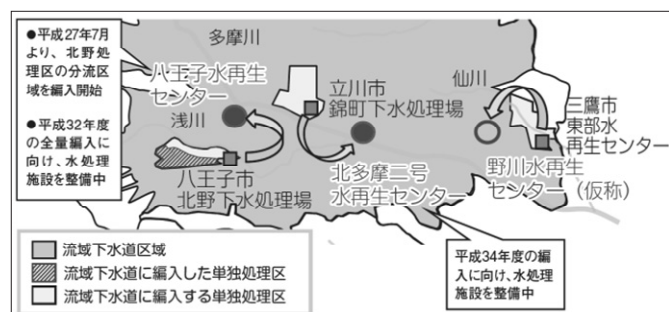 ●平成27年7月
より、北野処
理区の分流区
域を編入開始
●平成32年度
の全量編入に
向け、水処理
施設を整備中
多摩川
八王子水再生
センター
浅川
八王子市
北野下水処理場
立川市
錦町下水処理場
北多摩二号
水再生センター
仙川
三鷹市
東部水
再生センター
野川水再生
センター（仮称）
平成34年度の編
入に向け、水処理
施設を整備中
流域下水道区域
流域下水道に編入した単独処理区
流域下水道に編入する単独処理区